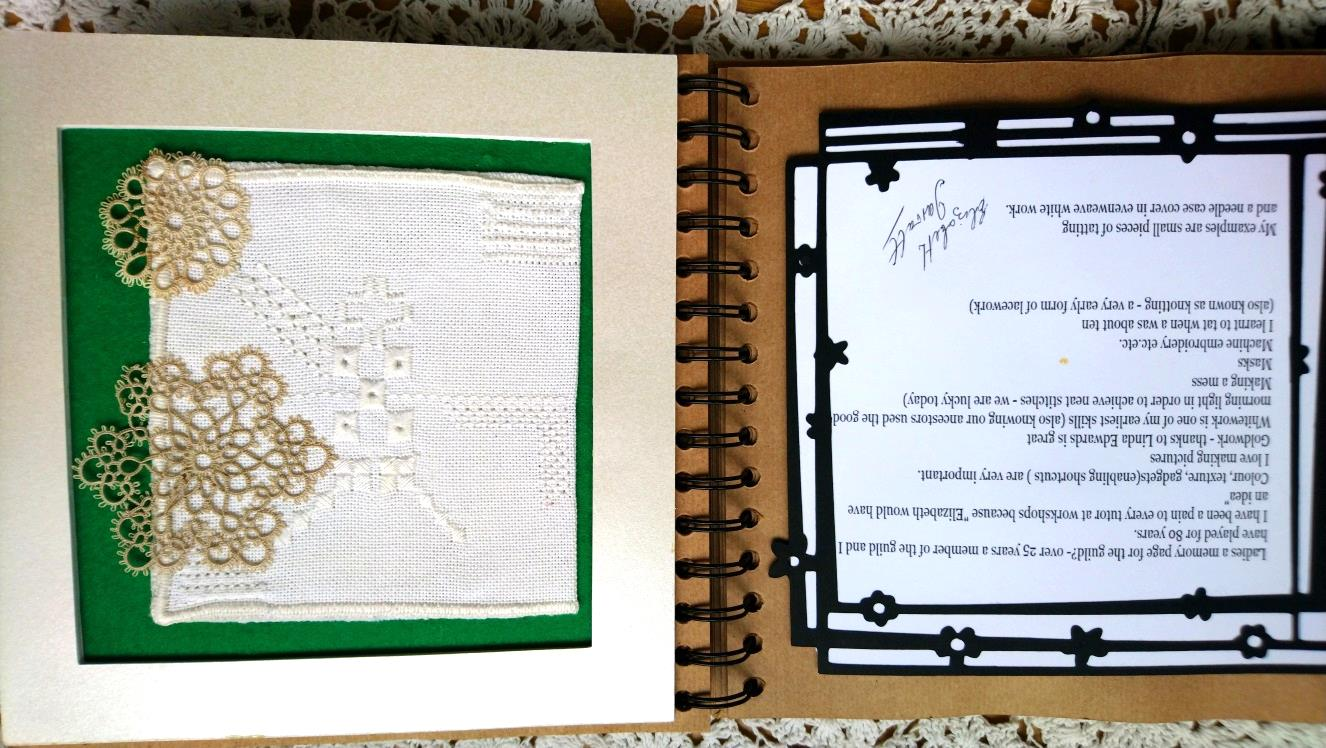 Ladies a memory page for the guild?- over 25 years a member of the guild and I
have played for 80 years.
I have been a pain to every tutor at workshops because "Elizabeth would have
an idea"
Colour, texture, gadgets(enabling shortcuts ) are very important.
I love making pictures
Goldwolk - thanks to Linda Edwards is great
Whitework is one of my earliest skills (also knowing our ancestors used the good
morning light in order to achieve neat stitches - we are lucky today)
Making a mess
Masks
Machine embroidery etc.etc.
I learnt to tat when a was about ten
(also known as knotting - a very early form of lacework)
My examples are small pieces of tatting
and a needle case cover in evenweave white work.
Elizabeth